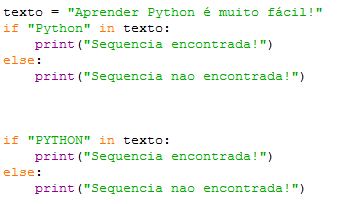 texto = "Aprender Python é muito fácil!"
if "Python" in texto:
    print("Sequencia encontrada!")
else:
    print("Sequencia nao encontrada!")
if "PYTHON" in texto:
    print("Sequencia encontrada!")
else:
    print("Sequencia nao encontrada!")